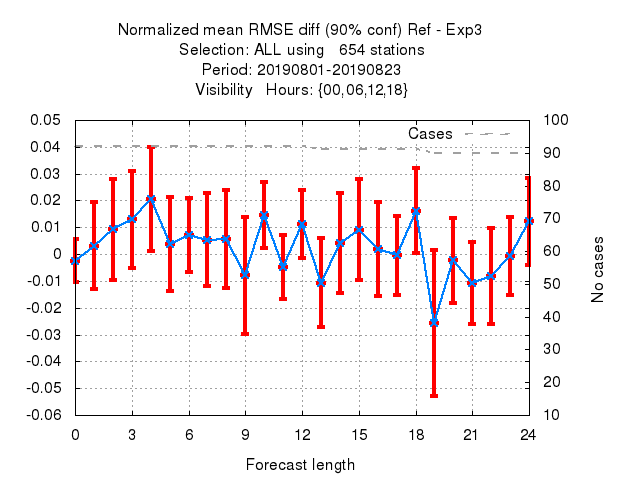 Normalized mean RMSE diff (90% conf) Ref - Exp3
Selection: ALL using   654 stations
Period: 20190801-20190823
Visibility   Hours: {00,06,12,18}
Cases
0.05
0.04
0.03
0.02
0.01
0
-0.01
-0.02
-0.03
-0.04
-0.05
-0.06
100
90
80
70
60
50
40
30
20
10
No cases
0 3 6 9 12 15 18 21 24
Forecast length